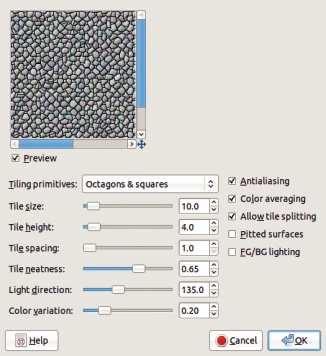 Preview
Tiling primitives: Octagons & squares
Tile size: 10.0
Tile height: 4.0
Tile spacing: 1.0
Tile neatness: 0.65
Light direction: 135.0
Color variation: 0.20
Antialiasing
Color averaging
Allow tile splitting
Pitted surfaces
FG/BG lighting
Help
Cancel
OK